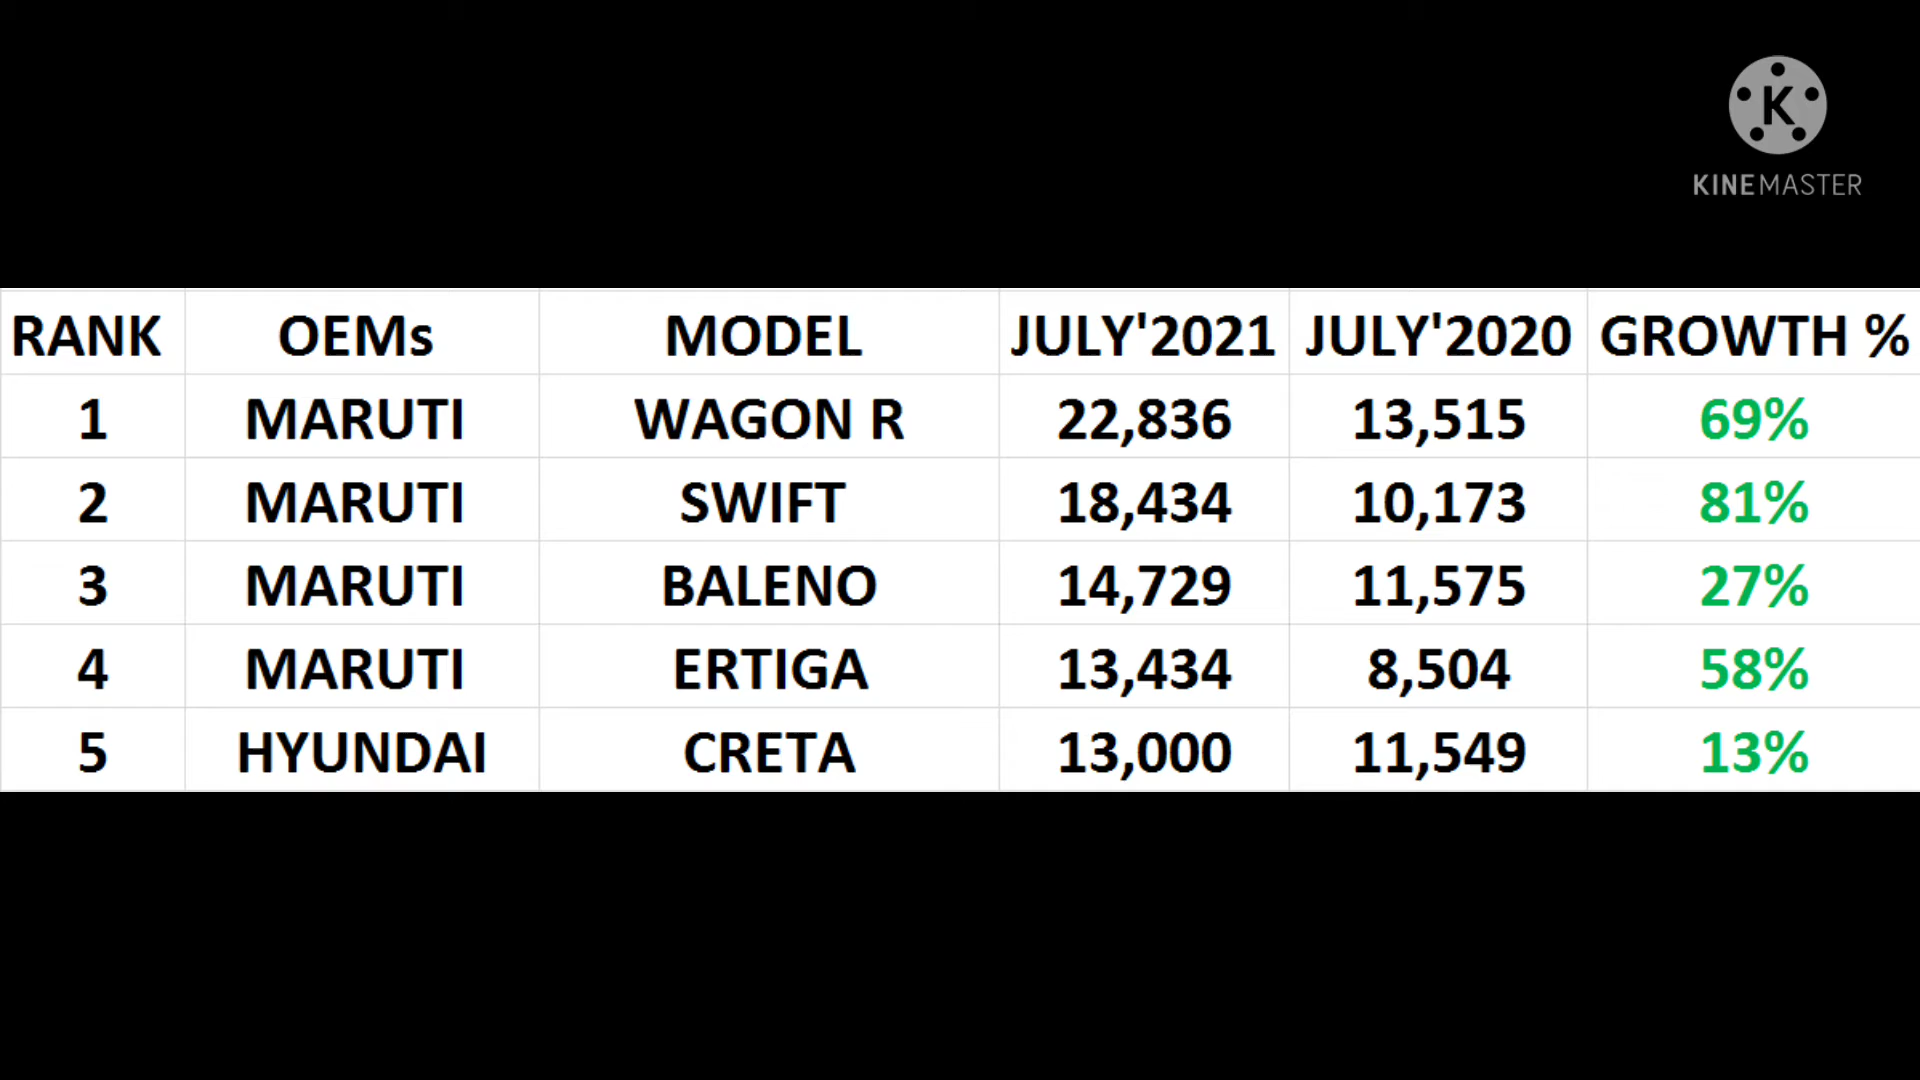 K
KINEMASTER
RANK OEMs MODEL JULY'2021 JULY'2020 GROWTH %
1 MARUTI WAGON R 22,836 13,515 69%
2 MARUTI SWIFT 18,434 10,173 81%
3 MARUTI BALENO 14,729 11,575 27%
4 MARUTI ERTIGA 13,434 8,504 58%
5 HYUNDAI CRETA 13,000 11,549 13%